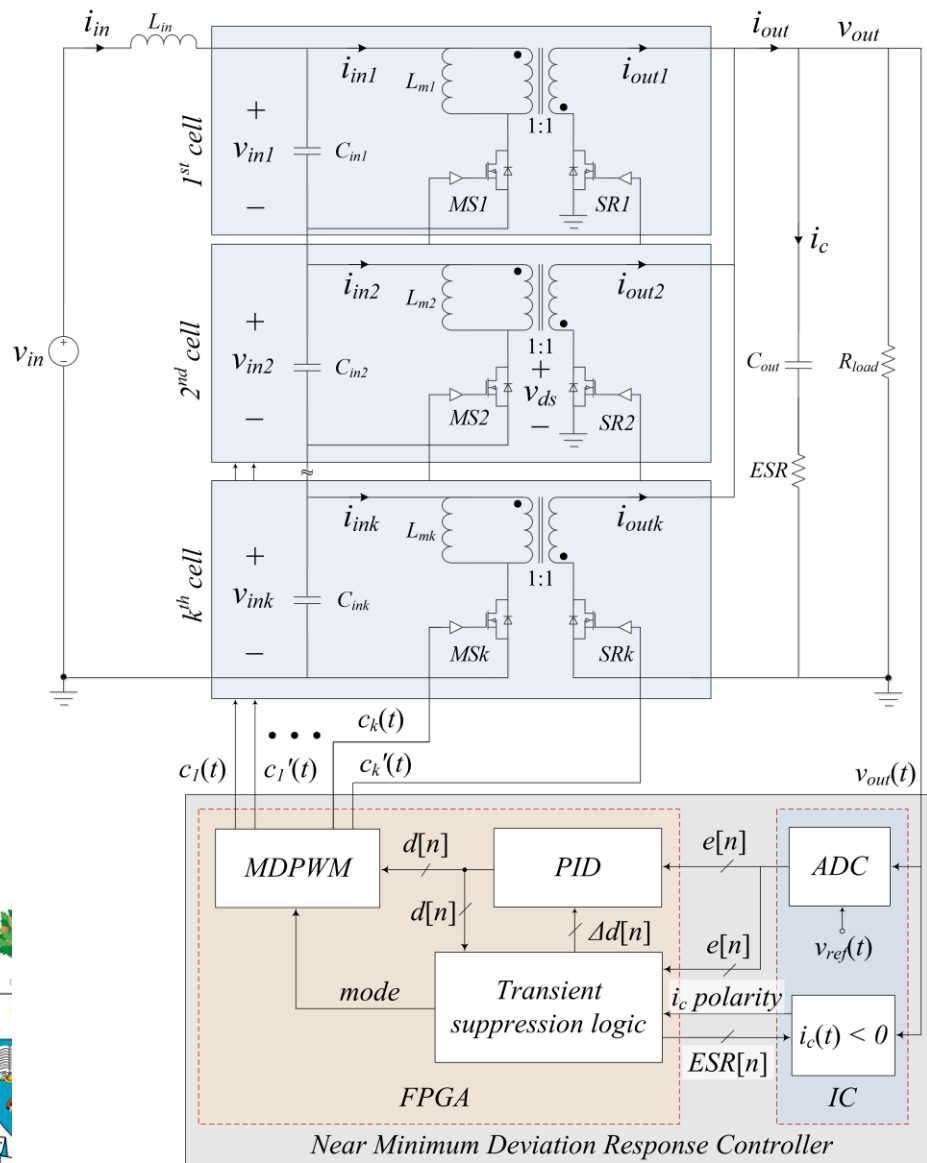 i_in
L_in
i_out
v_out
1st cell
+
v_in1
−
C_in1
i_in1
L_m1
1:1
i_out1
MS1
SR1
2nd cell
+
v_in2
−
C_in2
i_in2
L_m2
1:1
i_out2
MS2
+
v_ds
−
SR2
v_in
+
−
i_c
C_out
ESR
R_load
kth cell
+
v_ink
−
≈
C_ink
i_ink
L_mk
1:1
i_outk
MSk
SRk
c_1(t)
c_1'(t)
• • •
c_k(t)
c_k'(t)
v_out(t)
MDPWM
d[n]
PID
e[n]
ADC
d[n]
Δd[n]
e[n]
v_ref(t)
mode
Transient
suppression logic
i_c polarity
i_c(t) < 0
ESR[n]
FPGA
IC
Near Minimum Deviation Response Controller